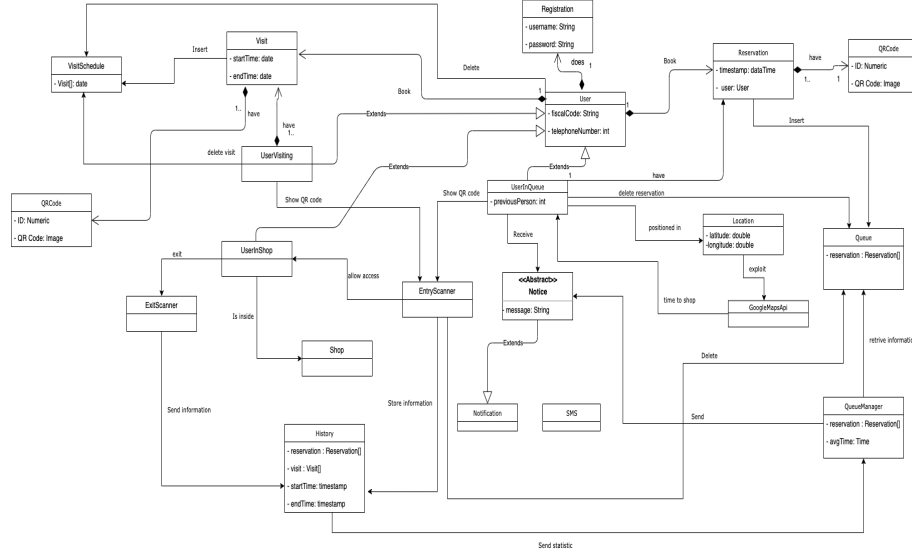 Registration
- username: String
- password: String
does
1
Visit
- startTime: date
- endTime: date
Insert
VisitSchedule
- Visit[]: date
Delete
Reservation
- timestamp: dataTime
- user: User
have
1..
1
QRCode
- ID: Numeric
- QR Code: Image
Book
1
User
1
- fiscalCode: String
- telephoneNumber: int
Book
1..
have
have
1..
Extends
Insert
UserVisiting
delete visit
Extends
Extends
1
have
UserInQueue
- previousPerson: int
delete reservation
QRCode
- ID: Numeric
- QR Code: Image
Show QR code
Show QR code
Location
- latitude: double
-longitude: double
positioned in
Receive
Queue
- reservation : Reservation[]
UserInShop
exit
allow access
exploit
EntryScanner
<<Abstract>>
Notice
- message: String
time to shop
GoogleMapsApi
ExitScanner
Is inside
Shop
Extends
Delete
retrive information
Notification
SMS
Send information
Store information
Send
QueueManager
- reservation : Reservation[]
- avgTime: Time
History
- reservation : Reservation[]
- visit : Visit[]
- startTime: timestamp
- endTime: timestamp
Send statistic